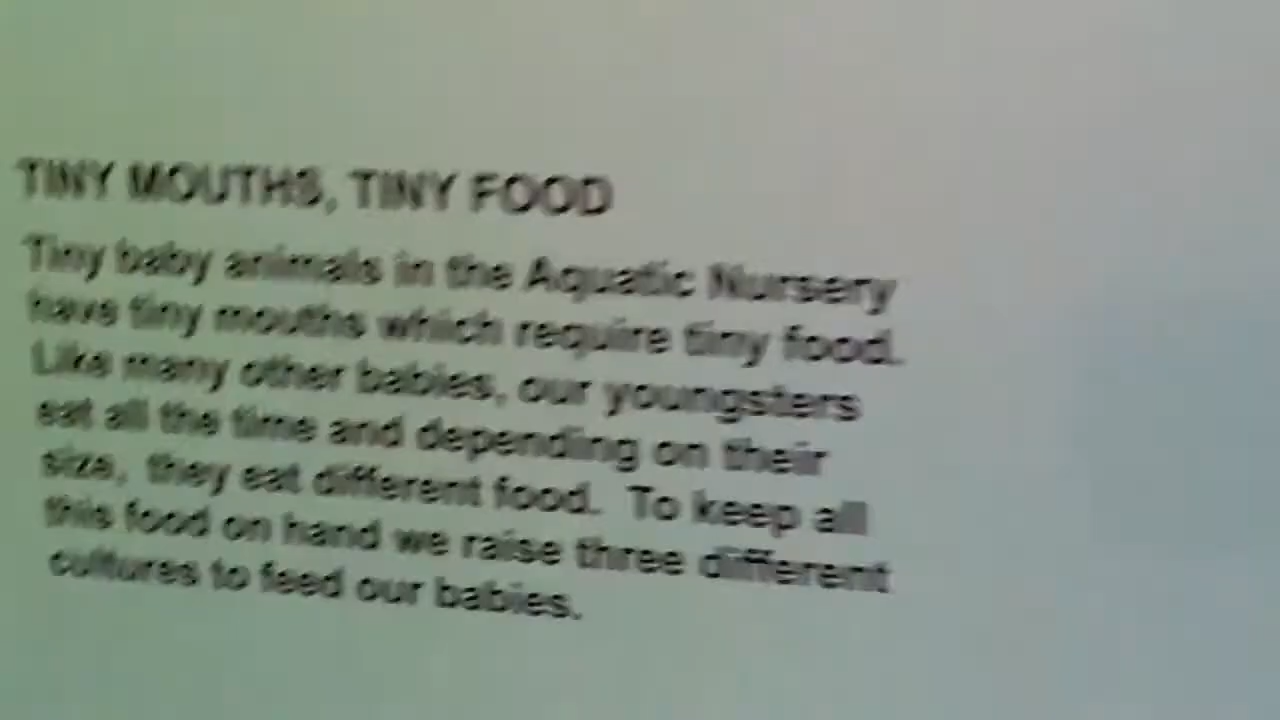 TINY MOUTHS, TINY FOOD
Tiny baby animals in the Aquatic Nursery
have tiny mouths which require tiny food.
Like many other babies, our youngsters
eat all the time and depending on their
size, they eat different food. To keep all
this food on hand we raise three different
cultures to feed our babies.